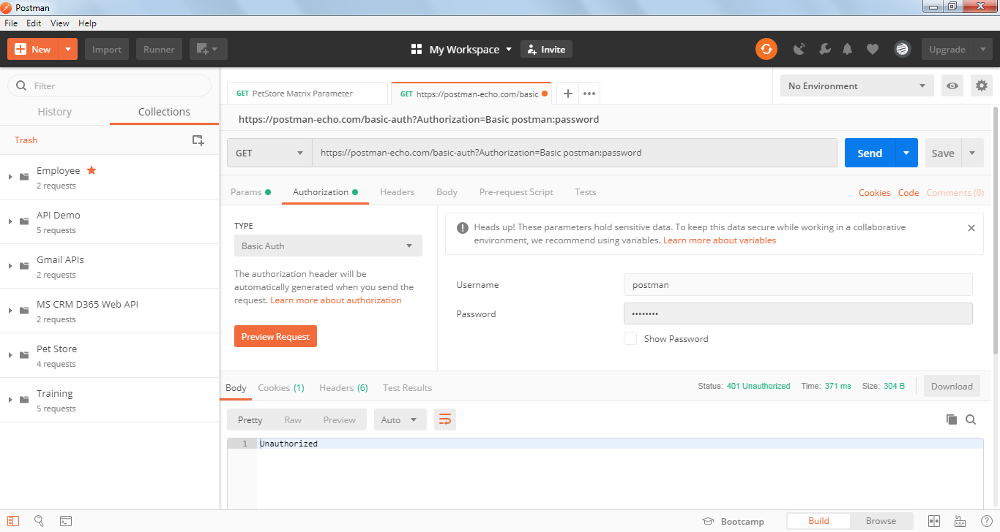 Postman
File Edit View Help
New Import Runner My Workspace Invite Upgrade
Filter
History Collections
Trash
Employee
2 requests
API Demo
5 requests
Gmail APIs
2 requests
MS CRM D365 Web API
2 requests
Pet Store
4 requests
Training
5 requests
GET PetStore Matrix Parameter
GET https://postman-echo.com/basic
No Environment
https://postman-echo.com/basic-auth?Authorization=Basic postman:password
GET https://postman-echo.com/basic-auth?Authorization=Basic postman:password Send Save
Params Authorization Headers Body Pre-request Script Tests Cookies Code Comments (0)
TYPE
Basic Auth
The authorization header will be
automatically generated when you send the
request. Learn more about authorization
Preview Request
Heads up! These parameters hold sensitive data. To keep this data secure while working in a collaborative
environment, we recommend using variables. Learn more about variables
Username postman
Password ••••••••
Show Password
Body Cookies (1) Headers (6) Test Results Status: 401 Unauthorized Time: 371 ms Size: 304 B Download
Pretty Raw Preview Auto
1 Unauthorized
Bootcamp Build Browse